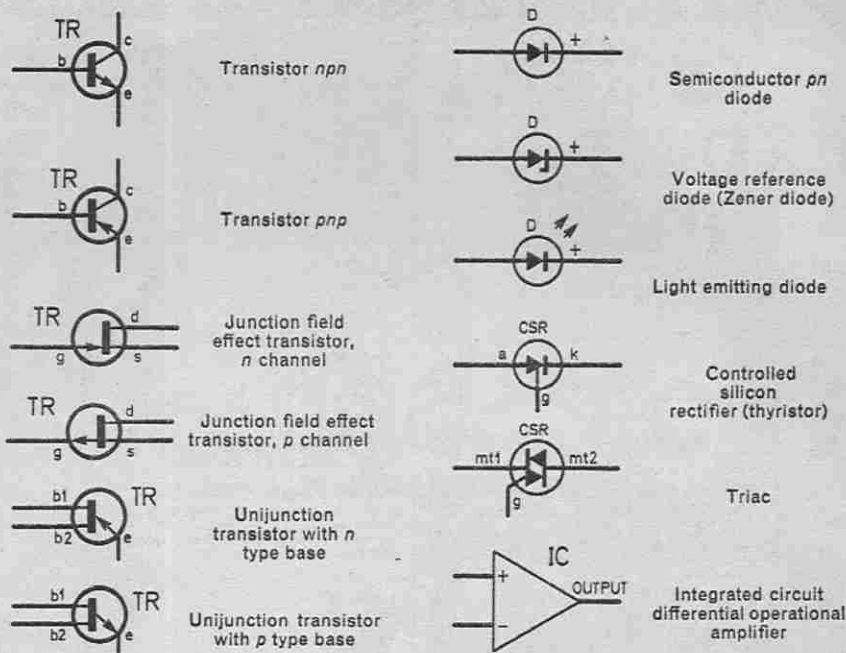 TR
c
b
e
Transistor npn
TR
c
b
e
Transistor pnp
TR
d
g
s
Junction field
effect transistor,
n channel
TR
d
g
s
Junction field effect
transistor, p channel
b1
TR
b2
e
Unijunction
transistor with n
type base
b1
TR
b2
e
Unijunction transistor
with p type base
D
+
Semiconductor pn
diode
D
+
Voltage reference
diode (Zener diode)
D
+
Light emitting diode
CSR
a
k
g
Controlled
silicon
rectifier (thyristor)
CSR
mt1
mt2
g
Triac
IC
+
OUTPUT
−
Integrated circuit
differential operational
amplifier